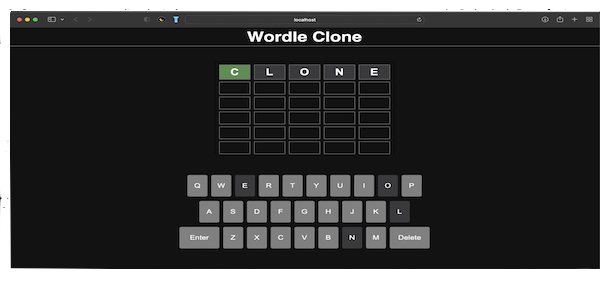 localhost
Wordle Clone
C L O N E
Q W E R T Y U I O P
A S D F G H J K L
Enter Z X C V B N M Delete